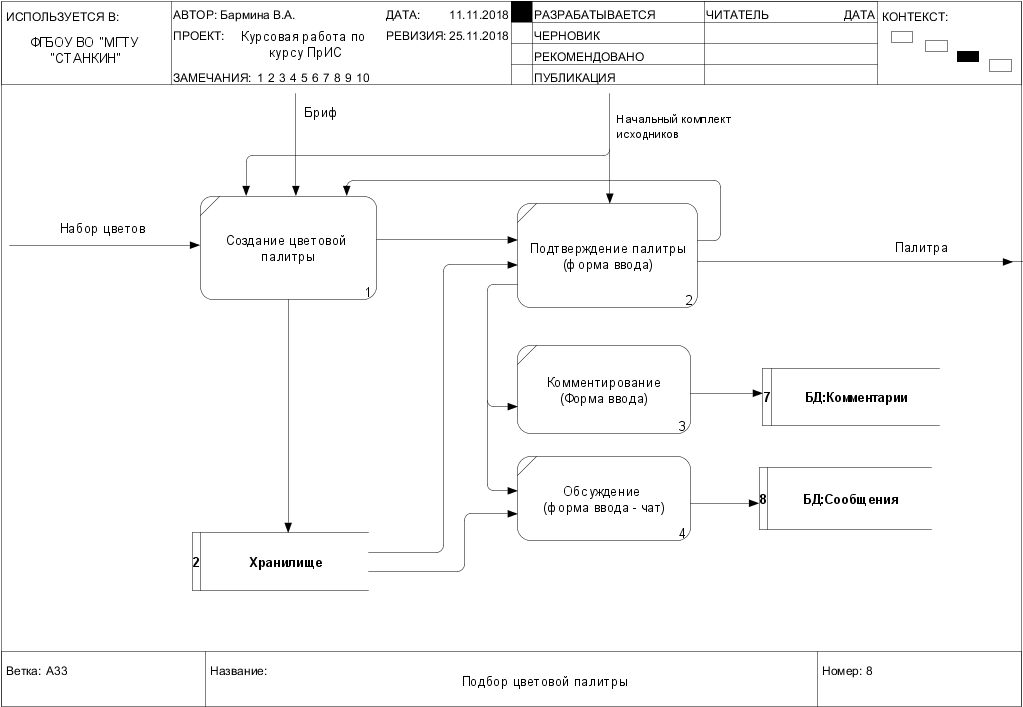 ИСПОЛЬЗУЕТСЯ В:
ФГБОУ ВО "МГТУ
"СТАНКИН"
АВТОР: Бармина В.А.
ДАТА: 11.11.2018
ПРОЕКТ: Курсовая работа по
курсу ПрИС
РЕВИЗИЯ: 25.11.2018
ЗАМЕЧАНИЯ: 1 2 3 4 5 6 7 8 9 10
РАЗРАБАТЫВАЕТСЯ
ЧЕРНОВИК
РЕКОМЕНДОВАНО
ПУБЛИКАЦИЯ
ЧИТАТЕЛЬ ДАТА
КОНТЕКСТ:
Бриф
Начальный комплект
исходников
Набор цветов
Создание цветовой
палитры
1
Подтверждение палитры
(форма ввода)
2
Палитра
Комментирование
(Форма ввода)
3
7 БД:Комментарии
Обсуждение
(форма ввода - чат)
4
8 БД:Сообщения
2 Хранилище
Ветка: А33
Название:
Подбор цветовой палитры
Номер: 8